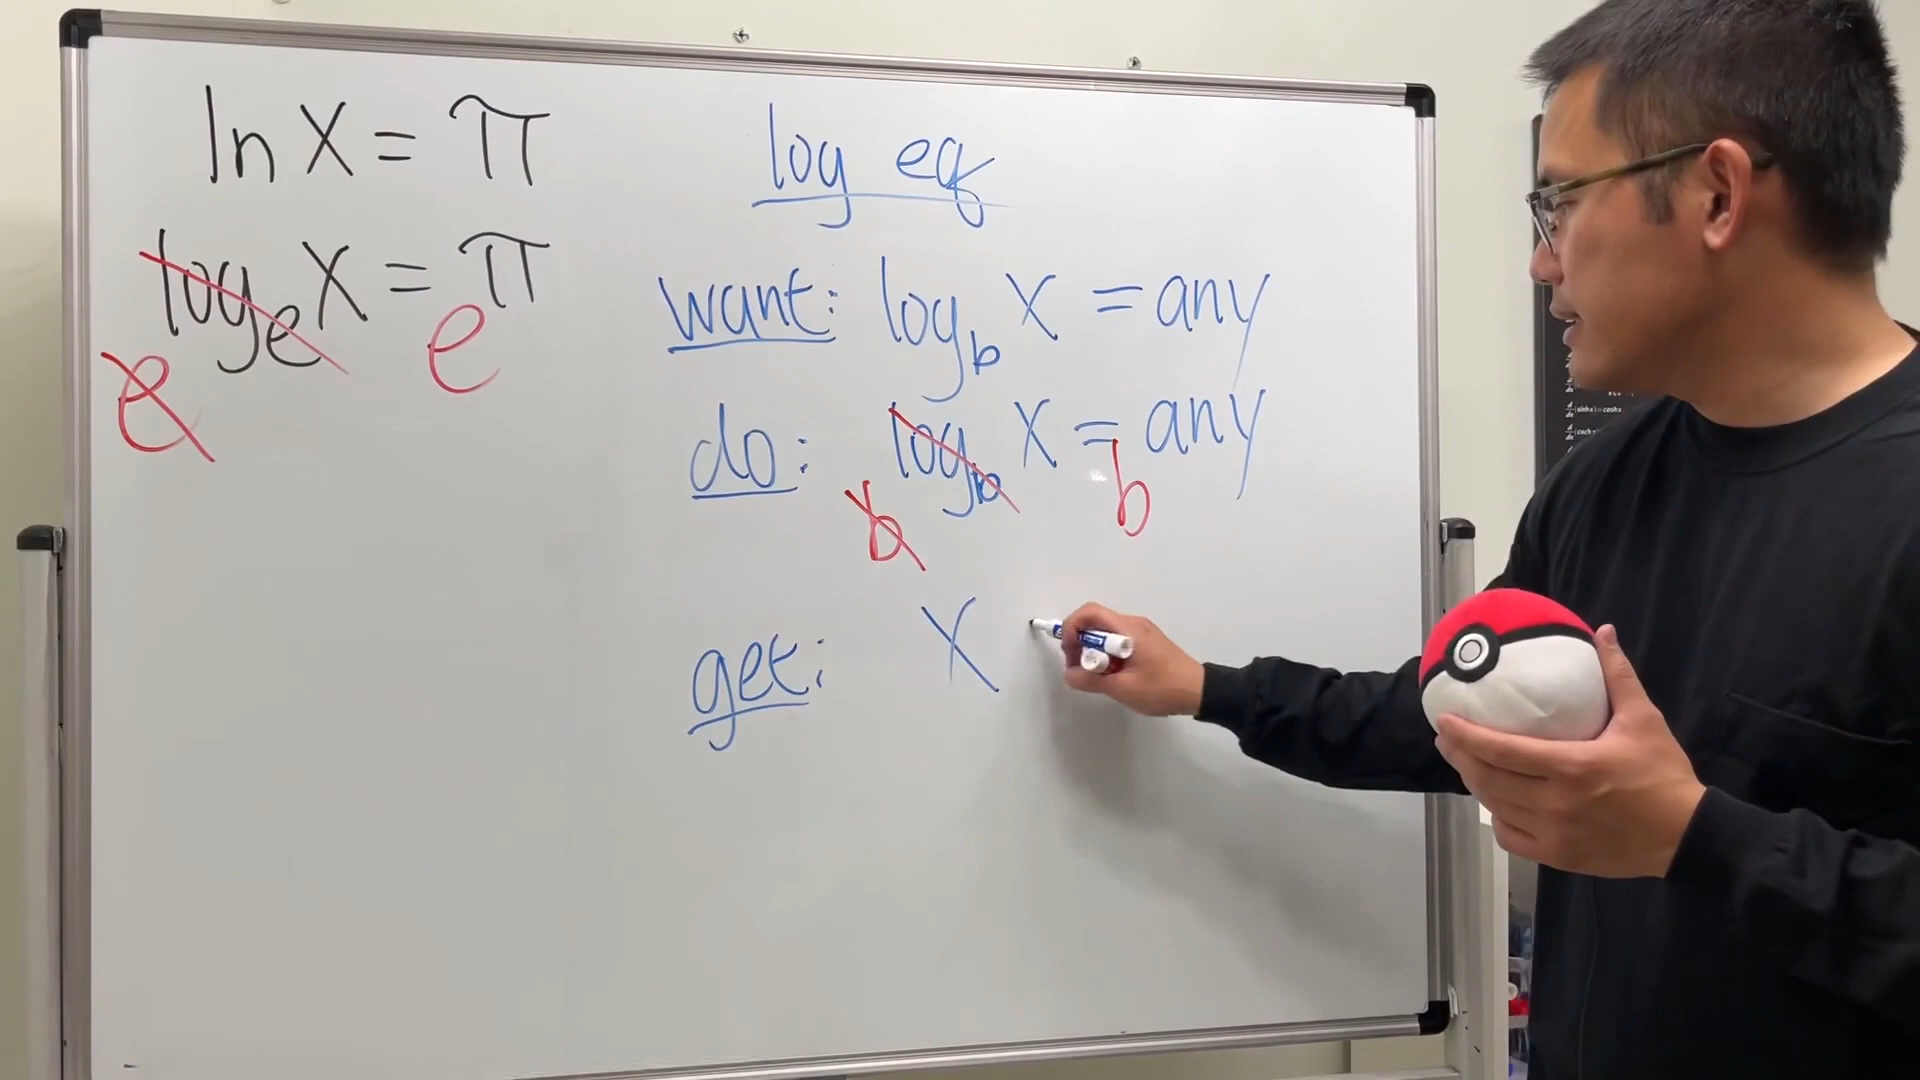 ln x = π
log_e x = π
e e
log eq
want: log_b x = any
do: log_b x = any
b b
get: x